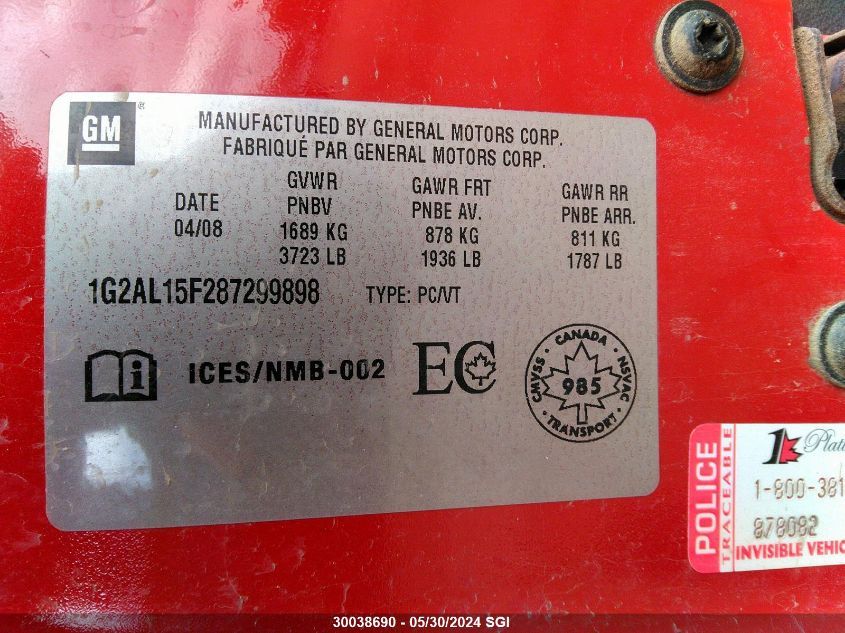 GM ®
MANUFACTURED BY GENERAL MOTORS CORP.
FABRIQUÉ PAR GENERAL MOTORS CORP.
DATE
04/08
GVWR
PNBV
1689 KG
3723 LB
GAWR FRT
PNBE AV.
878 KG
1936 LB
GAWR RR
PNBE ARR.
811 KG
1787 LB
1G2AL15F287299898 TYPE: PC/VT
i ICES/NMB-002 EC
CANADA
CMVSS 985 NSVAC
TRANSPORT
POLICE
TRACEABLE
1K
1-800-381
878092
INVISIBLE
30038690 - 05/30/2024 SGI